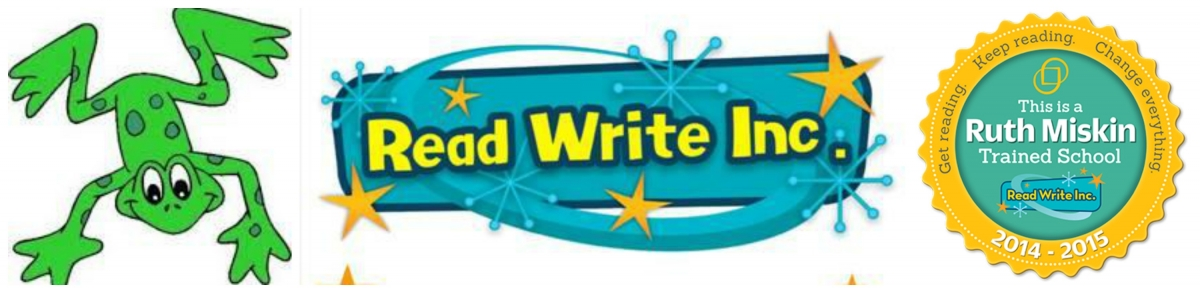 Read Write Inc.
Get reading. Keep reading. Change everything.
This is a
Ruth Miskin
Trained School
Read Write Inc.
2014 - 2015